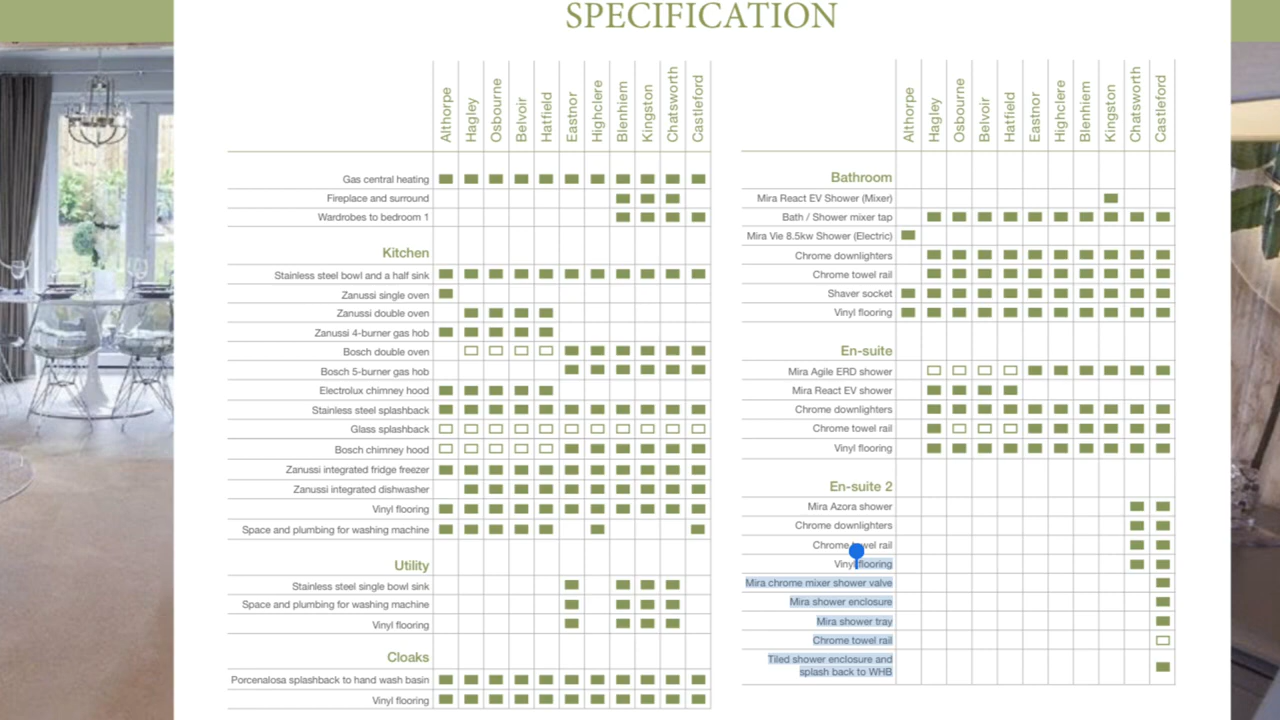 SPECIFICATION
Althorpe
Hagley
Osbourne
Belvoir
Hatfield
Eastnor
Highclere
Blenhiem
Kingston
Chatsworth
Castleford
Gas central heating
Fireplace and surround
Wardrobes to bedroom 1
Kitchen
Stainless steel bowl and a half sink
Zanussi single oven
Zanussi double oven
Zanussi 4-burner gas hob
Bosch double oven
Bosch 5-burner gas hob
Electrolux chimney hood
Stainless steel splashback
Glass splashback
Bosch chimney hood
Zanussi integrated fridge freezer
Zanussi integrated dishwasher
Vinyl flooring
Space and plumbing for washing machine
Utility
Stainless steel single bowl sink
Space and plumbing for washing machine
Vinyl flooring
Cloaks
Porcenalosa splashback to hand wash basin
Vinyl flooring
Althorpe
Hagley
Osbourne
Belvoir
Hatfield
Eastnor
Highclere
Blenhiem
Kingston
Chatsworth
Castleford
Bathroom
Mira React EV Shower (Mixer)
Bath / Shower mixer tap
Mira Vie 8.5kw Shower (Electric)
Chrome downlighters
Chrome towel rail
Shaver socket
Vinyl flooring
En-suite
Mira Agile ERD shower
Mira React EV shower
Chrome downlighters
Chrome towel rail
Vinyl flooring
En-suite 2
Mira Azora shower
Chrome downlighters
Chrome towel rail
Vinyl flooring
Mira chrome mixer shower valve
Mira shower enclosure
Mira shower tray
Chrome towel rail
Tiled shower enclosure and
splash back to WHB